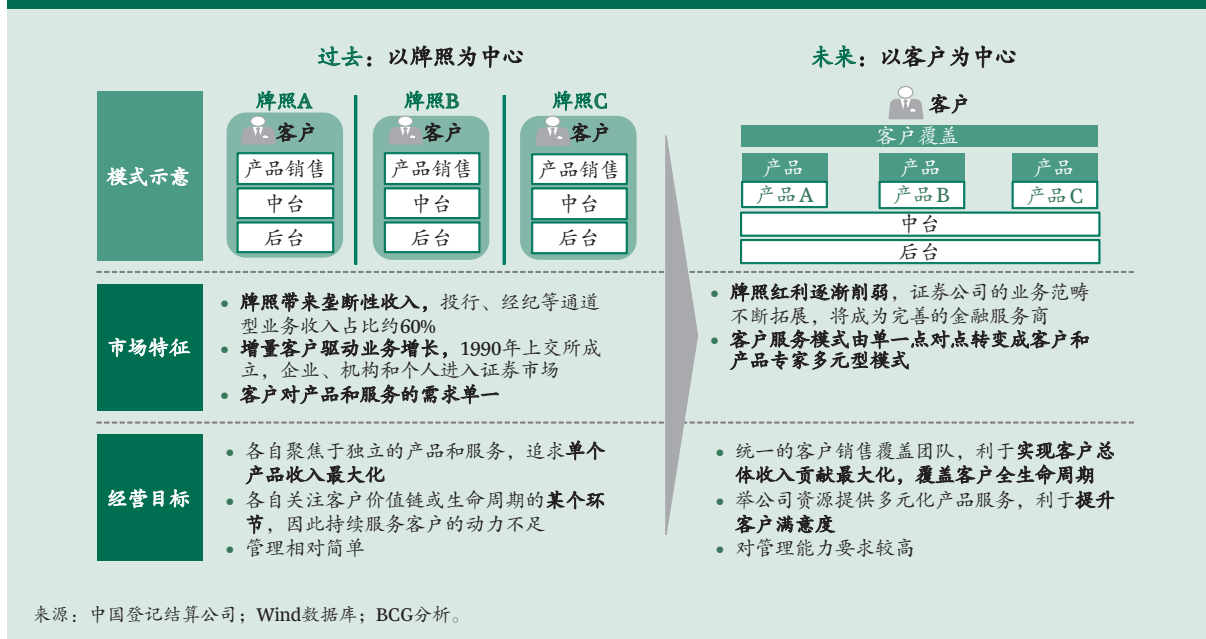 过去：以牌照为中心
未来：以客户为中心
模式示意
牌照A
牌照B
牌照C
客户
客户
客户
产品销售
产品销售
产品销售
中台
中台
中台
后台
后台
后台
客户
客户覆盖
产品
产品
产品
产品A
产品B
产品C
中台
后台
市场特征
• 牌照带来垄断性收入，投行、经纪等通道
型业务收入占比约60%
• 增量客户驱动业务增长，1990年上交所成
立，企业、机构和个人进入证券市场
• 客户对产品和服务的需求单一
• 牌照红利逐渐削弱，证券公司的业务范畴
不断拓展，将成为完善的金融服务商
• 客户服务模式由单一点对点转变成客户和
产品专家多元型模式
经营目标
• 各自聚焦于独立的产品和服务，追求单个
产品收入最大化
• 各自关注客户价值链或生命周期的某个环
节，因此持续服务客户的动力不足
• 管理相对简单
• 统一的客户销售覆盖团队，利于实现客户总
体收入贡献最大化，覆盖客户全生命周期
• 举公司资源提供多元化产品服务，利于提升
客户满意度
• 对管理能力要求较高
来源：中国登记结算公司；Wind数据库；BCG分析。